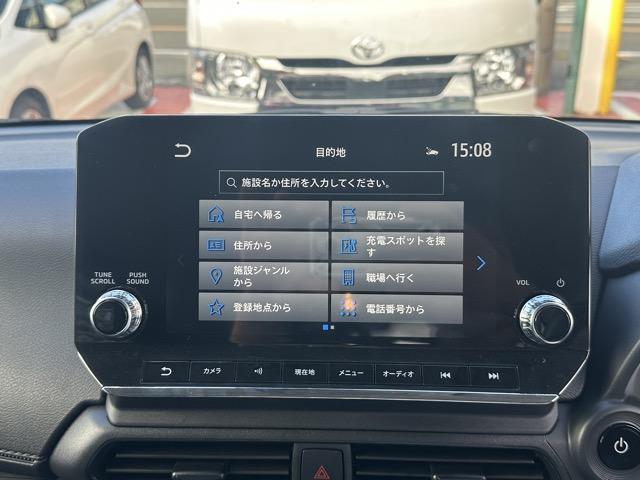 目的地
15:08
施設名か住所を入力してください。
自宅へ帰る
履歴から
住所から
充電スポットを探
す
施設ジャンル
から
職場へ行く
登録地点から
電話番号から
TUNE
SCROLL
PUSH
SOUND
VOL
カメラ
現在地
メニュー
オーディオ